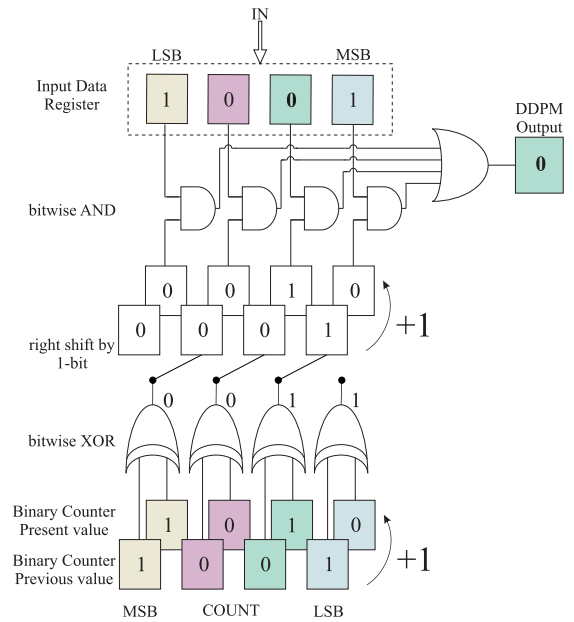 IN
LSB
MSB
Input Data
Register
1
0
0
1
DDPM
Output
0
bitwise AND
0
0
1
0
0
0
0
1
+1
right shift by
1-bit
0
0
1
1
bitwise XOR
Binary Counter
Present value
1
0
1
0
Binary Counter
Previous value
1
0
0
1
+1
MSB
COUNT
LSB